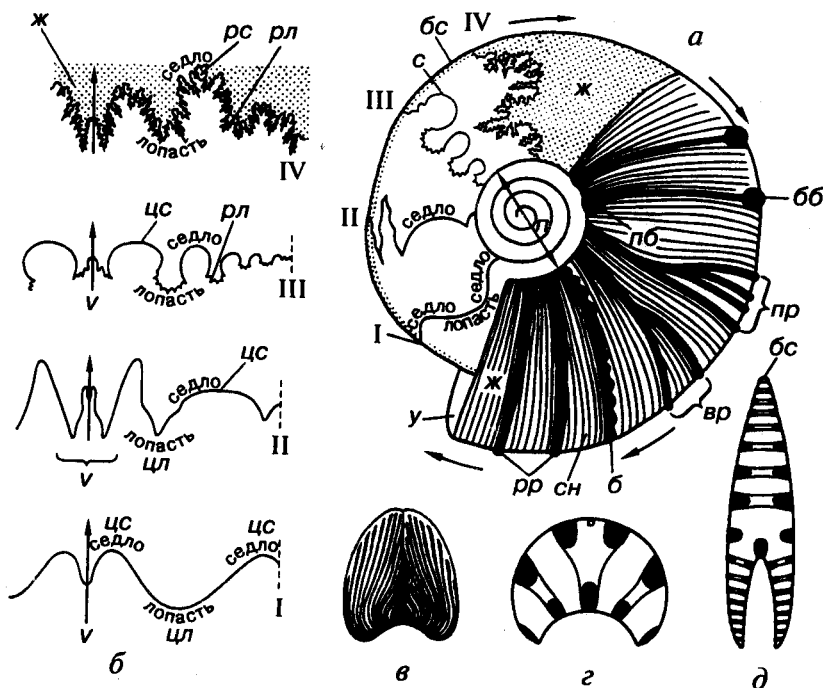 ж
седло
рс
рл
лопасть
IV
цс
седло
рл
лопасть
v
III
седло
цс
лопасть
цл
v
II
цс
седло
цс
седло
лопасть
цл
v
I
б
IV
бс
с
а
III
ж
бб
II
седло
п
пб
седло
лопасть
седло
I
пр
ж
у
вр
рр
сн
б
бс
в
г
д